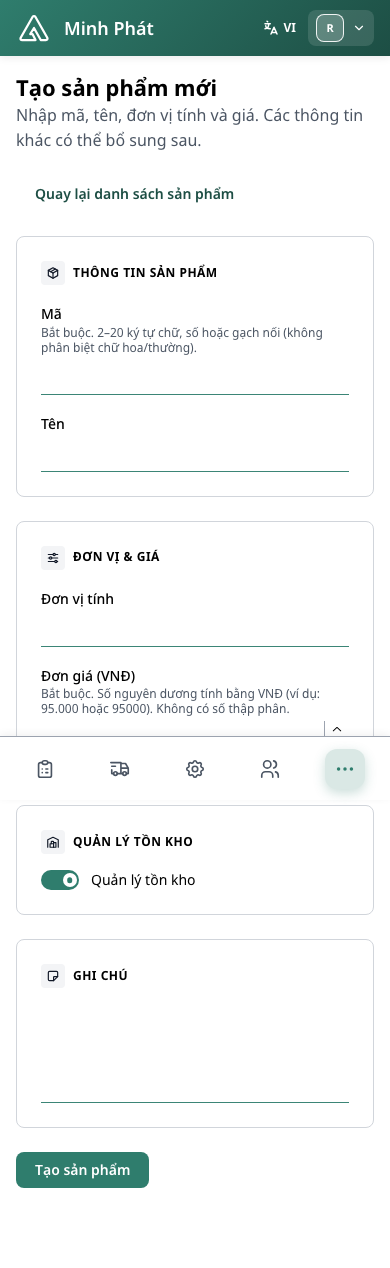 Minh Phát
VI
R
Tạo sản phẩm mới
Nhập mã, tên, đơn vị tính và giá. Các thông tin
khác có thể bổ sung sau.
Quay lại danh sách sản phẩm
THÔNG TIN SẢN PHẨM
Mã
Bắt buộc. 2–20 ký tự chữ, số hoặc gạch nối (không
phân biệt chữ hoa/thường).
Tên
ĐƠN VỊ & GIÁ
Đơn vị tính
Đơn giá (VNĐ)
Bắt buộc. Số nguyên dương tính bằng VNĐ (ví dụ:
95.000 hoặc 95000). Không có số thập phân.
QUẢN LÝ TỒN KHO
Quản lý tồn kho
GHI CHÚ
Tạo sản phẩm